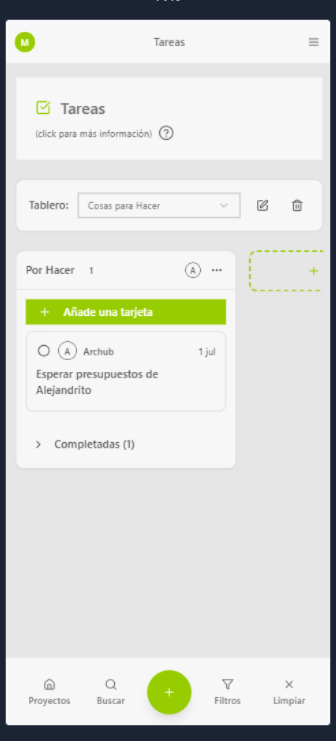 M
Tareas
Tareas
(click para más información) ?
Tablero: Cosas para Hacer
Por Hacer 1 A ...
+
+ Añade una tarjeta
A Archub 1 jul
Esperar presupuestos de
Alejandrito
Completadas (1)
+
Proyectos Buscar Filtros Limpiar